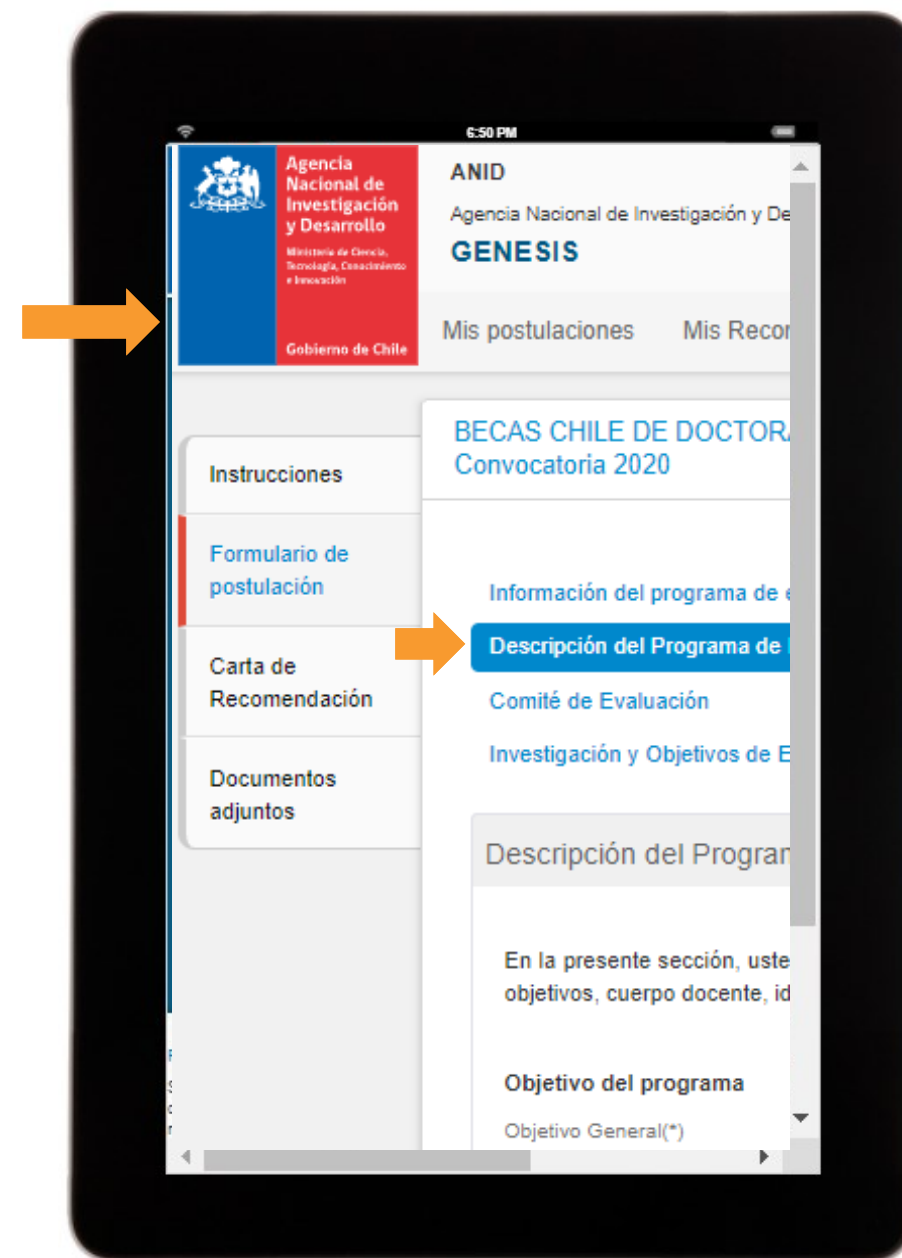 6:50 PM
Agencia
Nacional de
Investigación
y Desarrollo
Ministerio de Ciencia,
Tecnología, Conocimiento
e Innovación
Gobierno de Chile
ANID
Agencia Nacional de Investigación y De
GENESIS
Mis postulaciones Mis Recor
Instrucciones
Formulario de
postulación
Carta de
Recomendación
Documentos
adjuntos
BECAS CHILE DE DOCTORA
Convocatoria 2020
Información del programa de e
Descripción del Programa de
Comité de Evaluación
Investigación y Objetivos de E
Descripción del Program
En la presente sección, uste
objetivos, cuerpo docente, id
Objetivo del programa
Objetivo General(*)